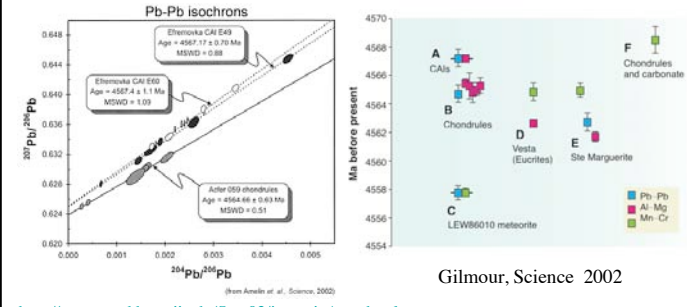 Pb-Pb isochrons
0.648
0.644
0.640
0.636
0.632
0.628
0.624
0.620
207Pb/206Pb
Efremovka CAI E49
Age = 4567.17 ± 0.70 Ma
MSWD = 0.88
Efremovka CAI E60
Age = 4567.4 ± 1.1 Ma
MSWD = 1.09
Acfer 059 chondrules
Age = 4564.66 ± 0.63 Ma
MSWD = 0.51
0.000
0.001
0.002
0.003
0.004
0.005
204Pb/206Pb
(from Amelin et. al., Science, 2002)
4570
4568
4566
4564
4562
4560
4558
4556
4554
Ma before present
A
CAIs
B
Chondrules
C
LEW86010 meteorite
D
Vesta
(Eucrites)
E
Ste Marguerite
F
Chondrules
and carbonate
Pb–Pb
Al–Mg
Mn–Cr
Gilmour, Science 2002